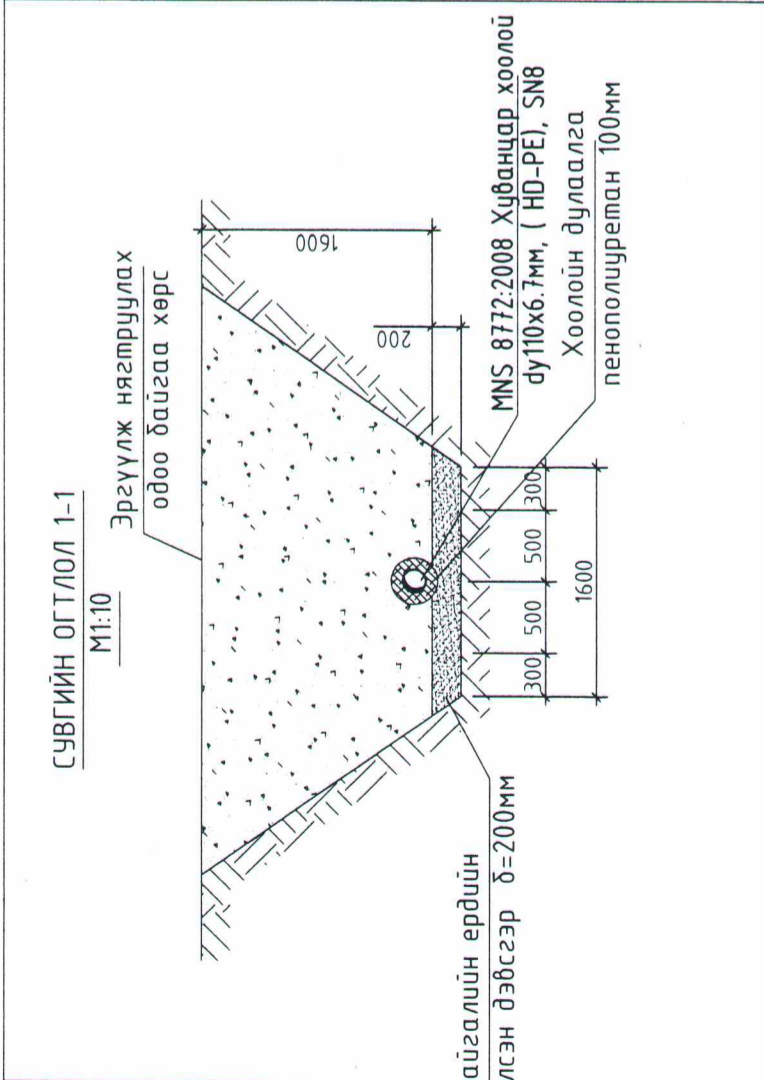 СУВГИЙН ОГТЛОЛ 1-1
М1:10
Эргүүлж нягтруулах
одоо байгаа хөрс
1600
200
MNS 8772:2008 Хуванцар хоолой
dy110x6.7мм, ( HD-PE), SN8
Хоолойн дулаалга
пенополиуретан 100мм
300
500
500
300
1600
айгалийн ердийн
лсэн дэвсгэр δ=200мм